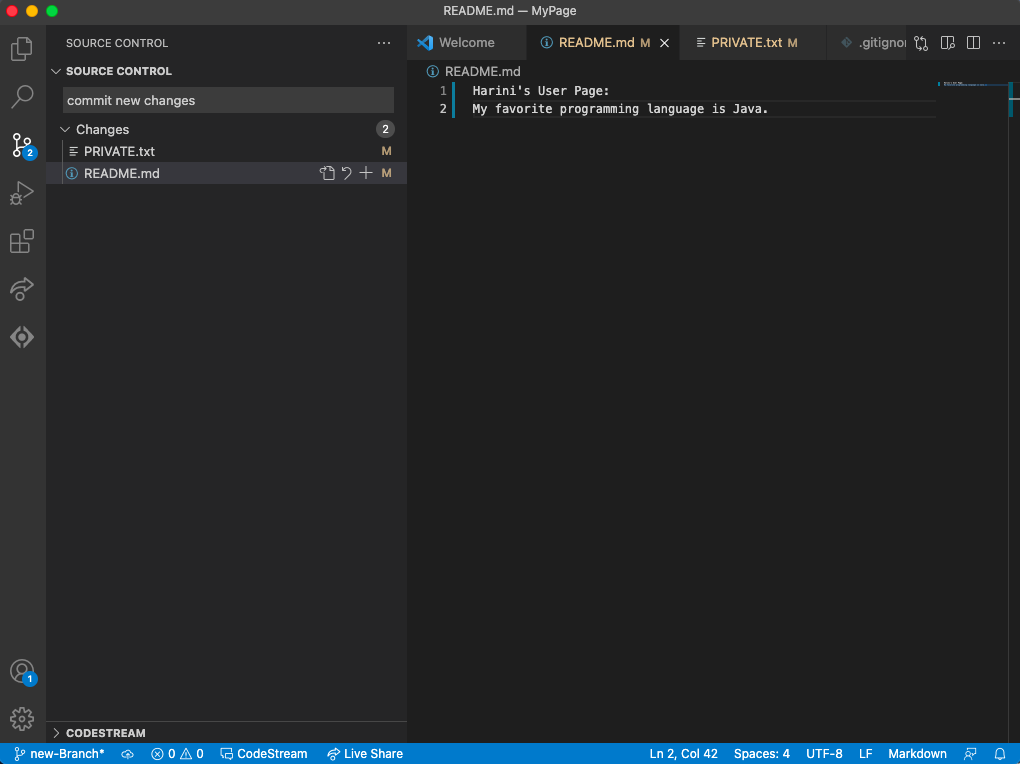 README.md — MyPage
SOURCE CONTROL
Welcome
README.md M
PRIVATE.txt M
.gitignor
SOURCE CONTROL
README.md
commit new changes
1 Harini's User Page:
2 My favorite programming language is Java.
Changes 2
PRIVATE.txt M
README.md M
2
1
CODESTREAM
new-Branch* 0 0 CodeStream Live Share Ln 2, Col 42 Spaces: 4 UTF-8 LF Markdown